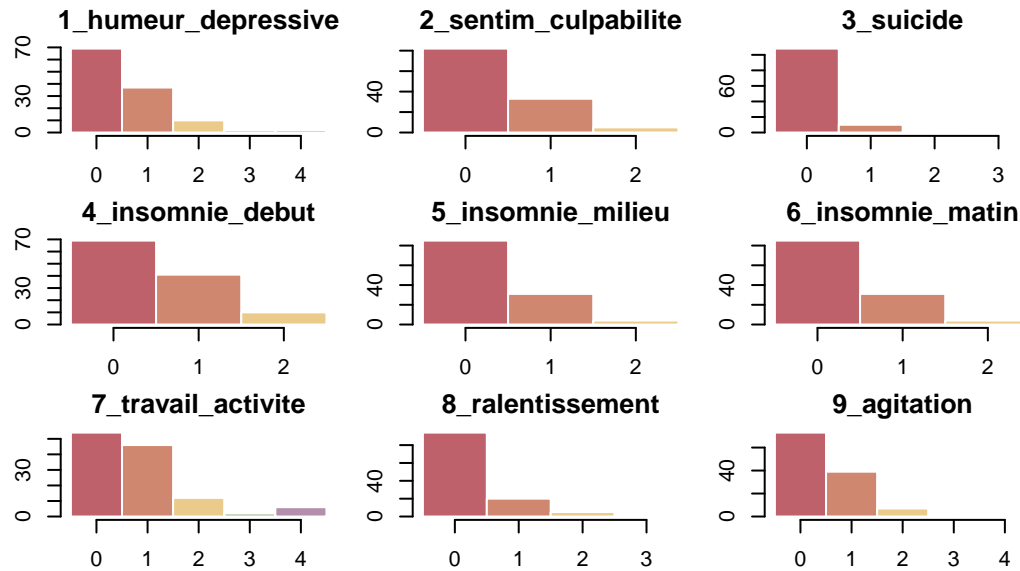 1_humeur_depressive
2_sentim_culpabilite
3_suicide
70
30
0
40
0
60
0
0 1 2 3 4
0 1 2
0 1 2 3
4_insomnie_debut
5_insomnie_milieu
6_insomnie_matin
70
30
0
40
0
40
0
0 1 2
0 1 2
0 1 2
7_travail_activite
8_ralentissement
9_agitation
30
0
40
0
40
0
0 1 2 3 4
0 1 2 3
0 1 2 3 4